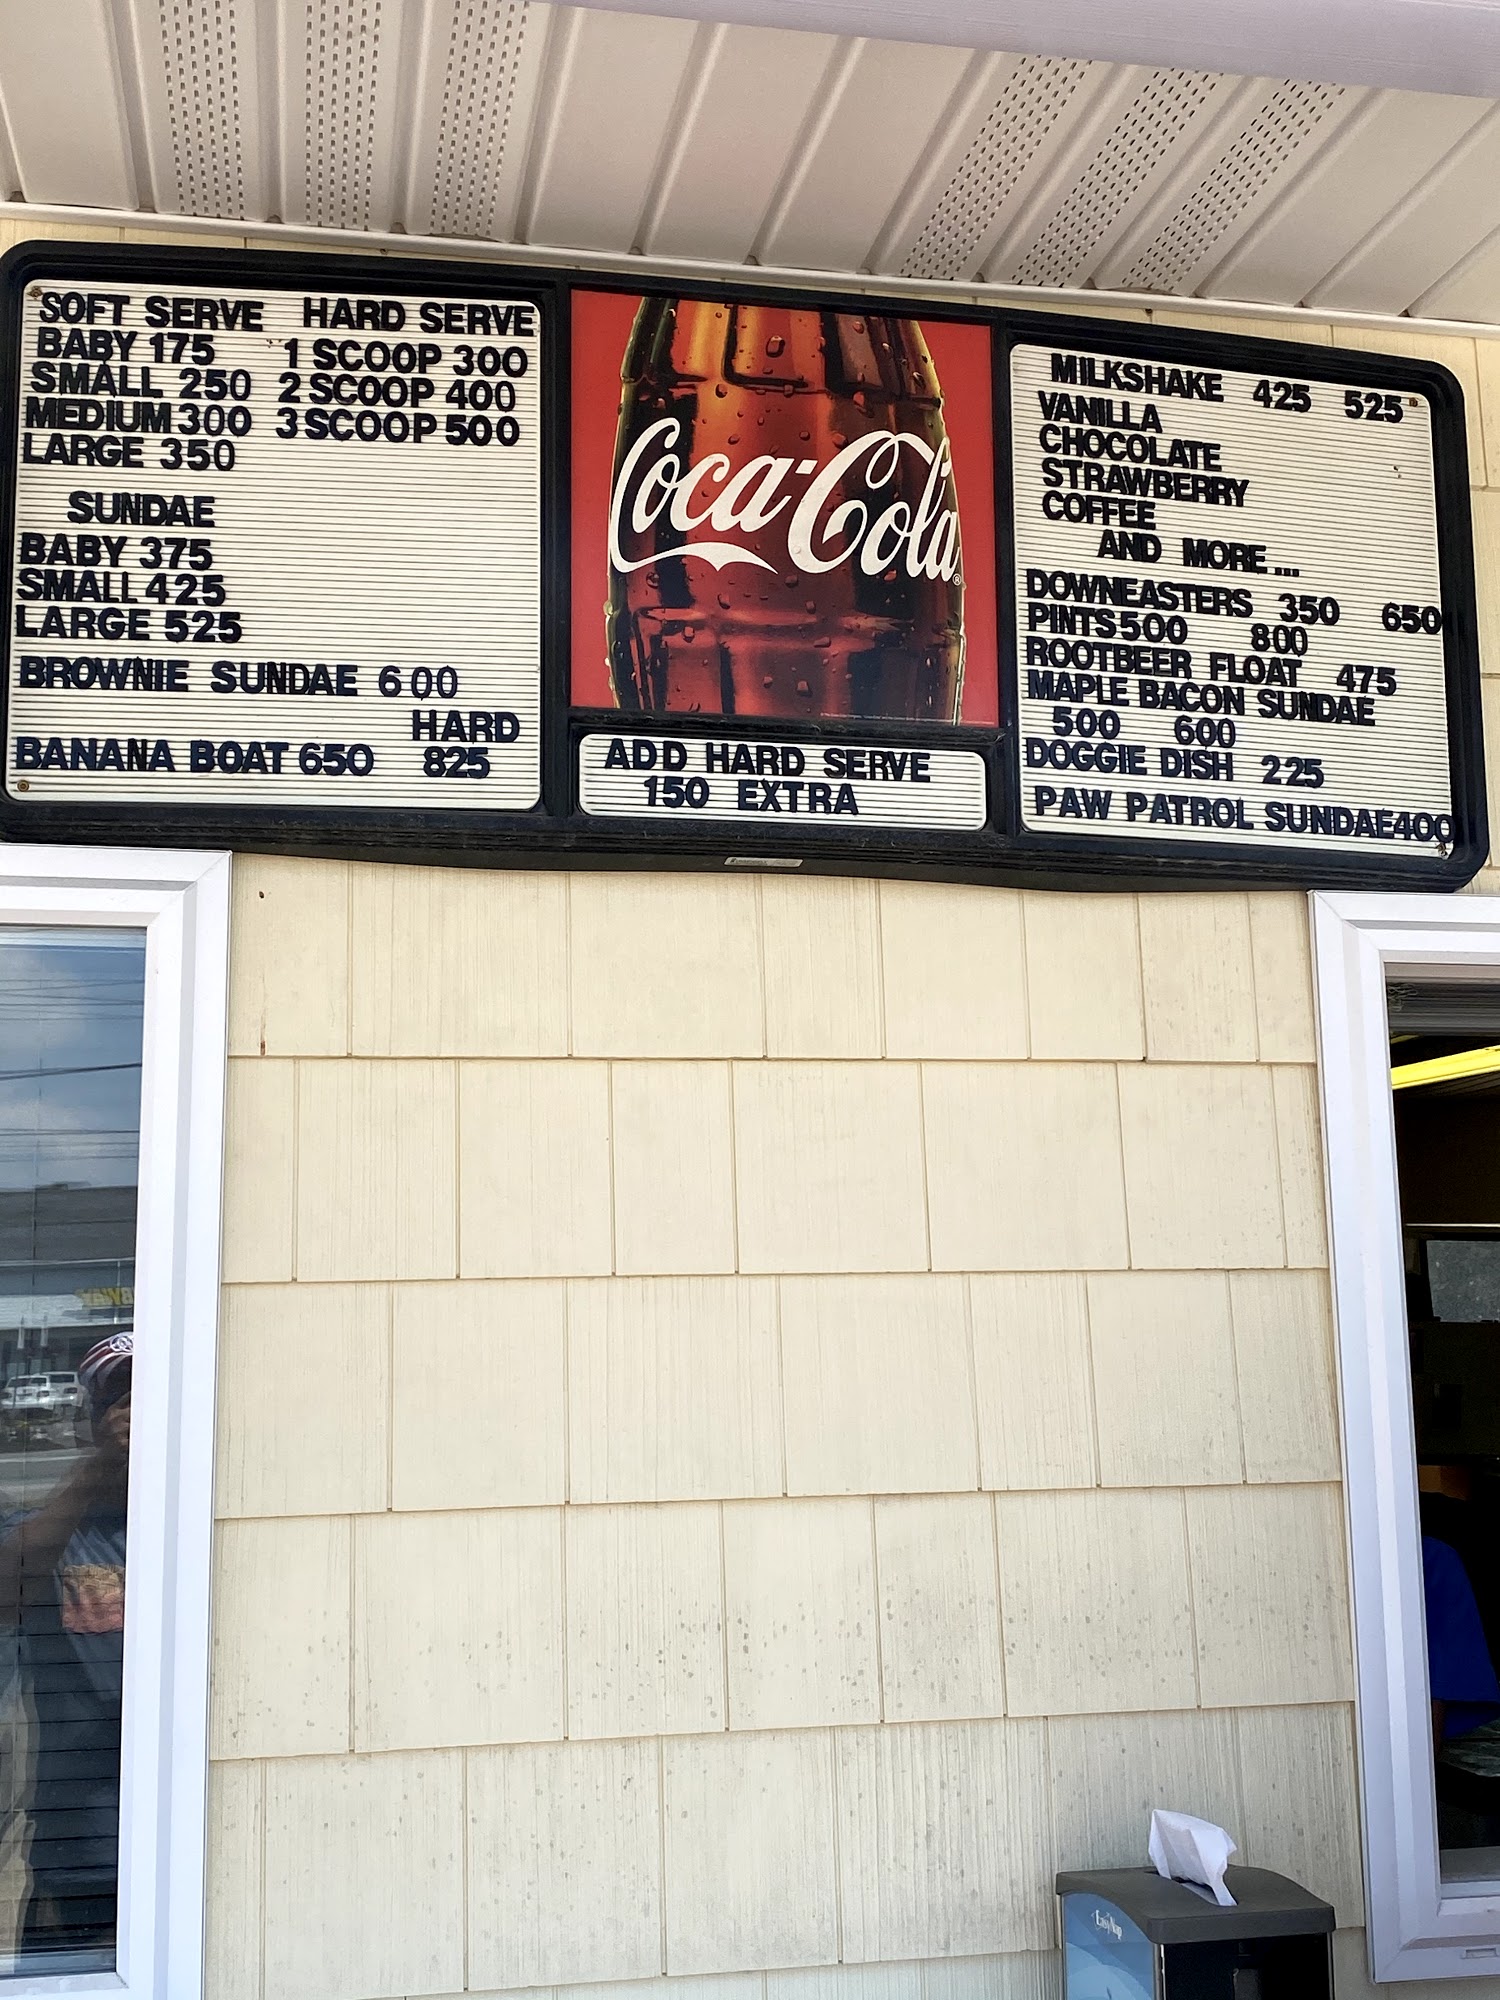 SOFT SERVE HARD SERVE
BABY 175 1 SCOOP 300
SMALL 250 2 SCOOP 400
MEDIUM 300 3 SCOOP 500
LARGE 350
SUNDAE
BABY 375
SMALL 425
LARGE 525
BROWNIE SUNDAE 600
HARD
BANANA BOAT 650 825
Coca-Cola
ADD HARD SERVE
150 EXTRA
MILKSHAKE 425 525
VANILLA
CHOCOLATE
STRAWBERRY
COFFEE
AND MORE...
DOWNEASTERS 350 650
PINTS 500 800
ROOTBEER FLOAT 475
MAPLE BACON SUNDAE
500 600
DOGGIE DISH 225
PAW PATROL SUNDAE 400
EasyNap